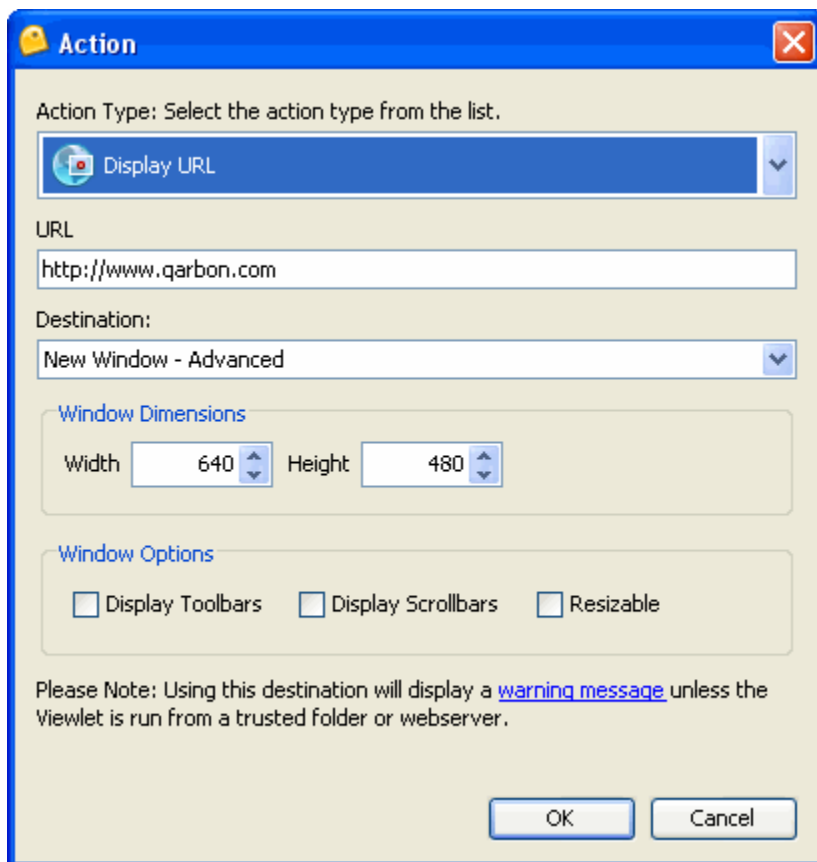 Action
Action Type: Select the action type from the list.
Display URL
URL
http://www.qarbon.com
Destination:
New Window - Advanced
Window Dimensions
Width 640 Height 480
Window Options
Display Toolbars Display Scrollbars Resizable
Please Note: Using this destination will display a warning message unless the
Viewlet is run from a trusted folder or webserver.
OK Cancel